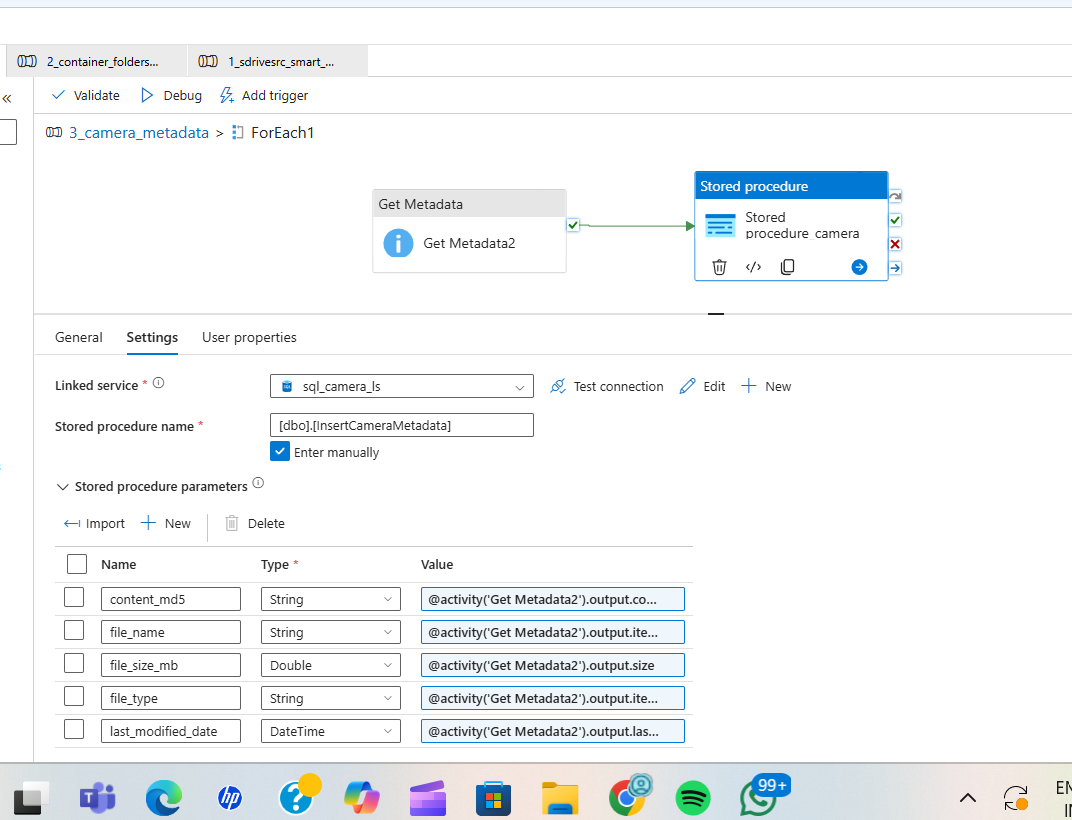 2_container_folders...
1_sdrivesrc_smart_...
«
Validate
Debug
Add trigger
3_camera_metadata > ForEach1
Get Metadata
Get Metadata2
Stored procedure
Stored
procedure_camera
General
Settings
User properties
Linked service *
sql_camera_ls
Test connection
Edit
New
Stored procedure name *
[dbo].[InsertCameraMetadata]
Enter manually
Stored procedure parameters
Import
New
Delete
Name
Type *
Value
content_md5
String
@activity('Get Metadata2').output.co...
file_name
String
@activity('Get Metadata2').output.ite...
file_size_mb
Double
@activity('Get Metadata2').output.size
file_type
String
@activity('Get Metadata2').output.ite...
last_modified_date
DateTime
@activity('Get Metadata2').output.las...
hp
99+